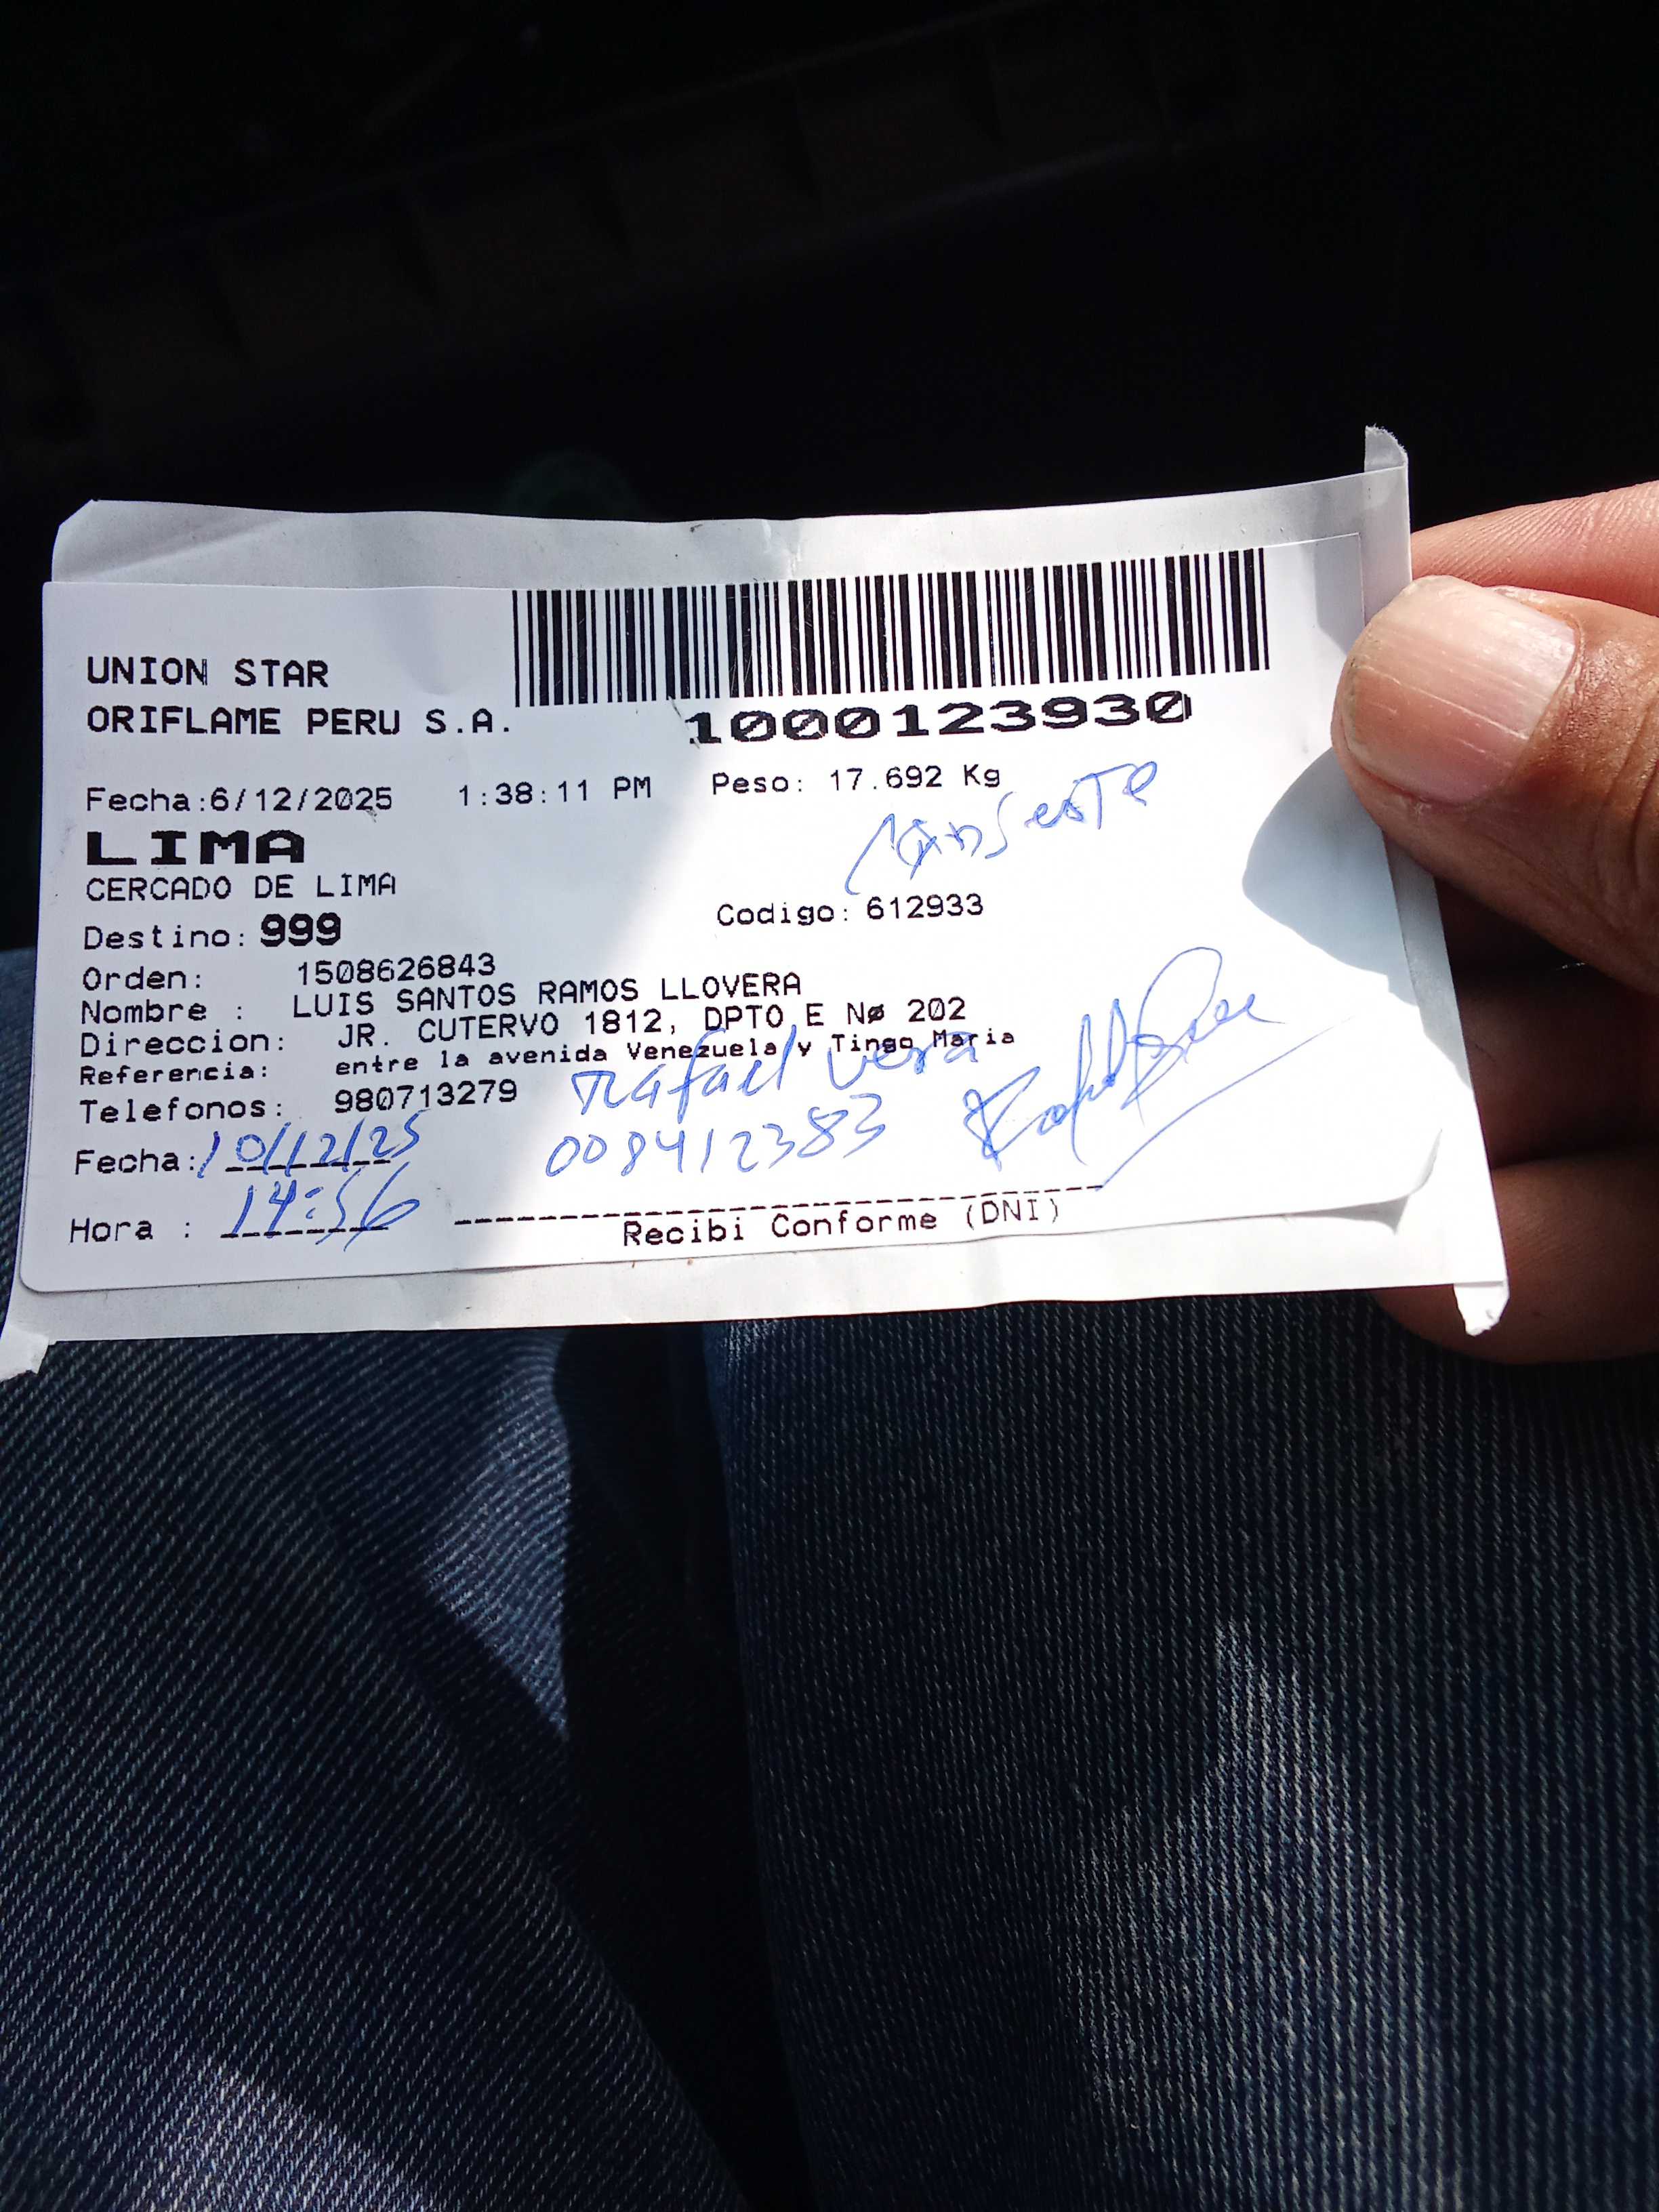 UNION STAR
ORIFLAME PERU S.A.
1000123930
Fecha:6/12/2025 1:38:11 PM Peso: 17.692 Kg
LIMA
CERCADO DE LIMA
Destino: 999 Codigo: 612933
Orden: 1508626843
Nombre : LUIS SANTOS RAMOS LLOVERA
Direccion: JR. CUTERVO 1812, DPTO E Nø 202
Referencia: entre la avenida Venezuela y Tingo Maria
Telefonos: 980713279
Rafael Vera
Fecha: 10/12/25 008412383
Hora : 14:56
Recibi Conforme (DNI)